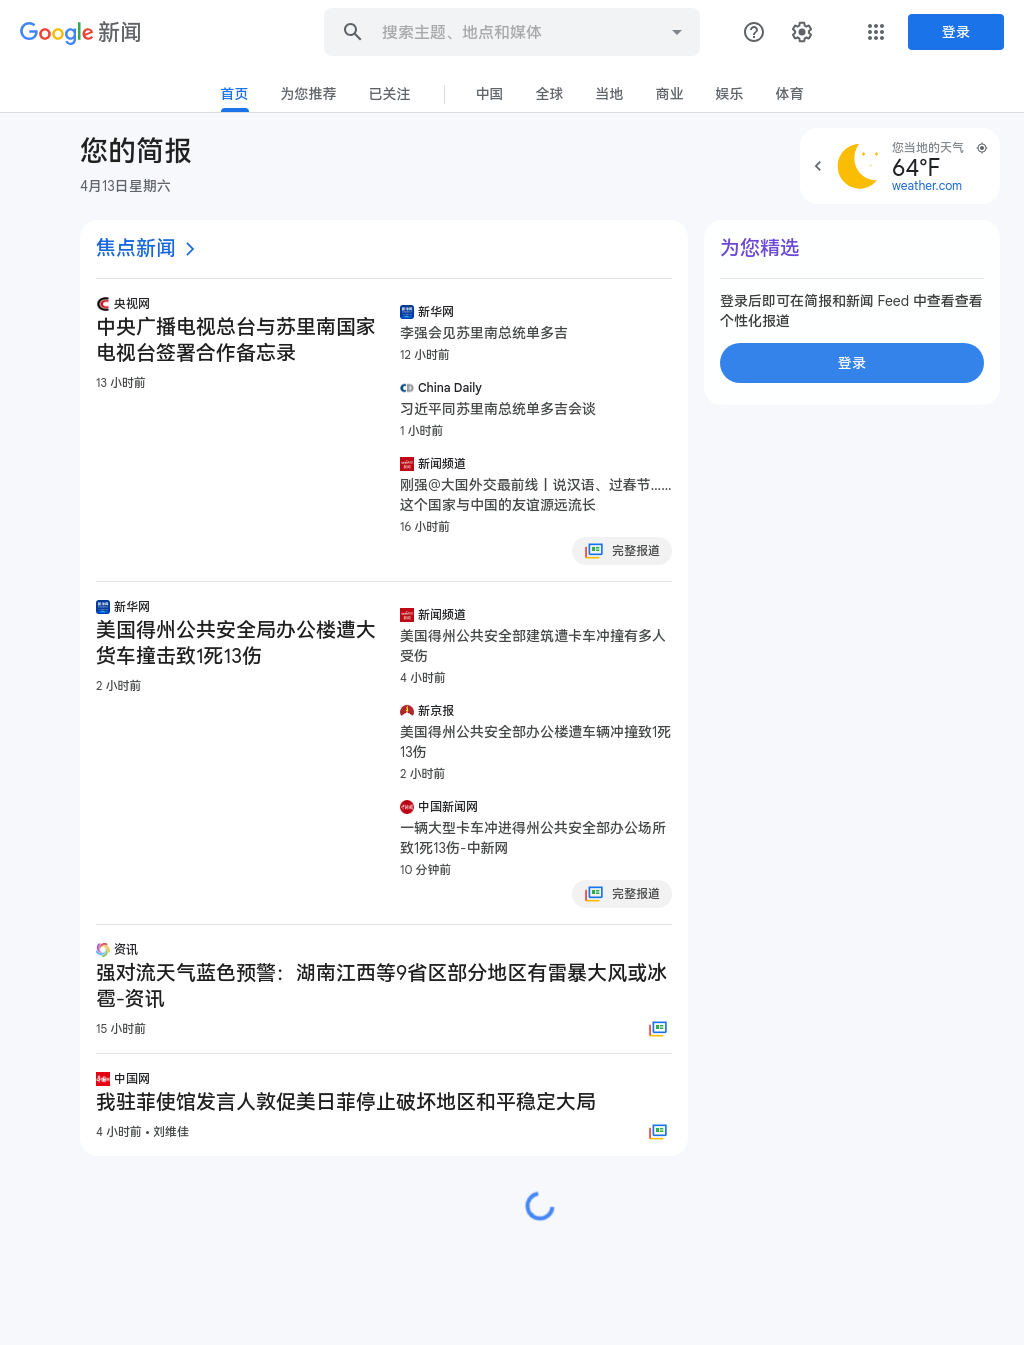 Google 新闻
搜索主题、地点和媒体
登录
首页
为您推荐
已关注
中国
全球
当地
商业
娱乐
体育
您的简报
4月13日星期六
您当地的天气
64°F
weather.com
焦点新闻
央视网
中央广播电视总台与苏里南国家
电视台签署合作备忘录
13 小时前
新华网
李强会见苏里南总统单多吉
12 小时前
China Daily
习近平同苏里南总统单多吉会谈
1 小时前
新闻频道
刚强@大国外交最前线丨说汉语、过春节……
这个国家与中国的友谊源远流长
16 小时前
完整报道
新华网
美国得州公共安全局办公楼遭大
货车撞击致1死13伤
2 小时前
新闻频道
美国得州公共安全部建筑遭卡车冲撞有多人
受伤
4 小时前
新京报
美国得州公共安全部办公楼遭车辆冲撞致1死
13伤
2 小时前
中国新闻网
一辆大型卡车冲进得州公共安全部办公场所
致1死13伤-中新网
10 分钟前
完整报道
资讯
强对流天气蓝色预警：湖南江西等9省区部分地区有雷暴大风或冰
雹-资讯
15 小时前
中国网
我驻菲使馆发言人敦促美日菲停止破坏地区和平稳定大局
4 小时前 • 刘维佳
为您精选
登录后即可在简报和新闻 Feed 中查看查看
个性化报道
登录